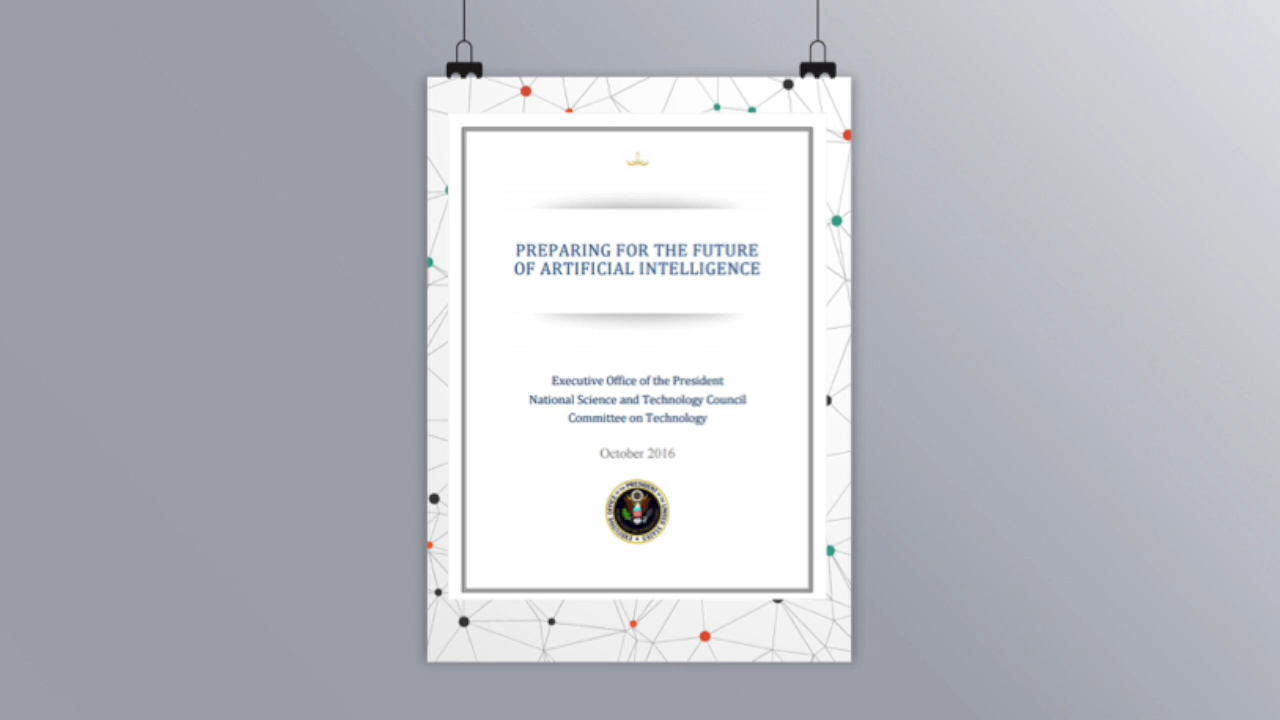 PREPARING FOR THE FUTURE
OF ARTIFICIAL INTELLIGENCE
Executive Office of the President
National Science and Technology Council
Committee on Technology
October 2016